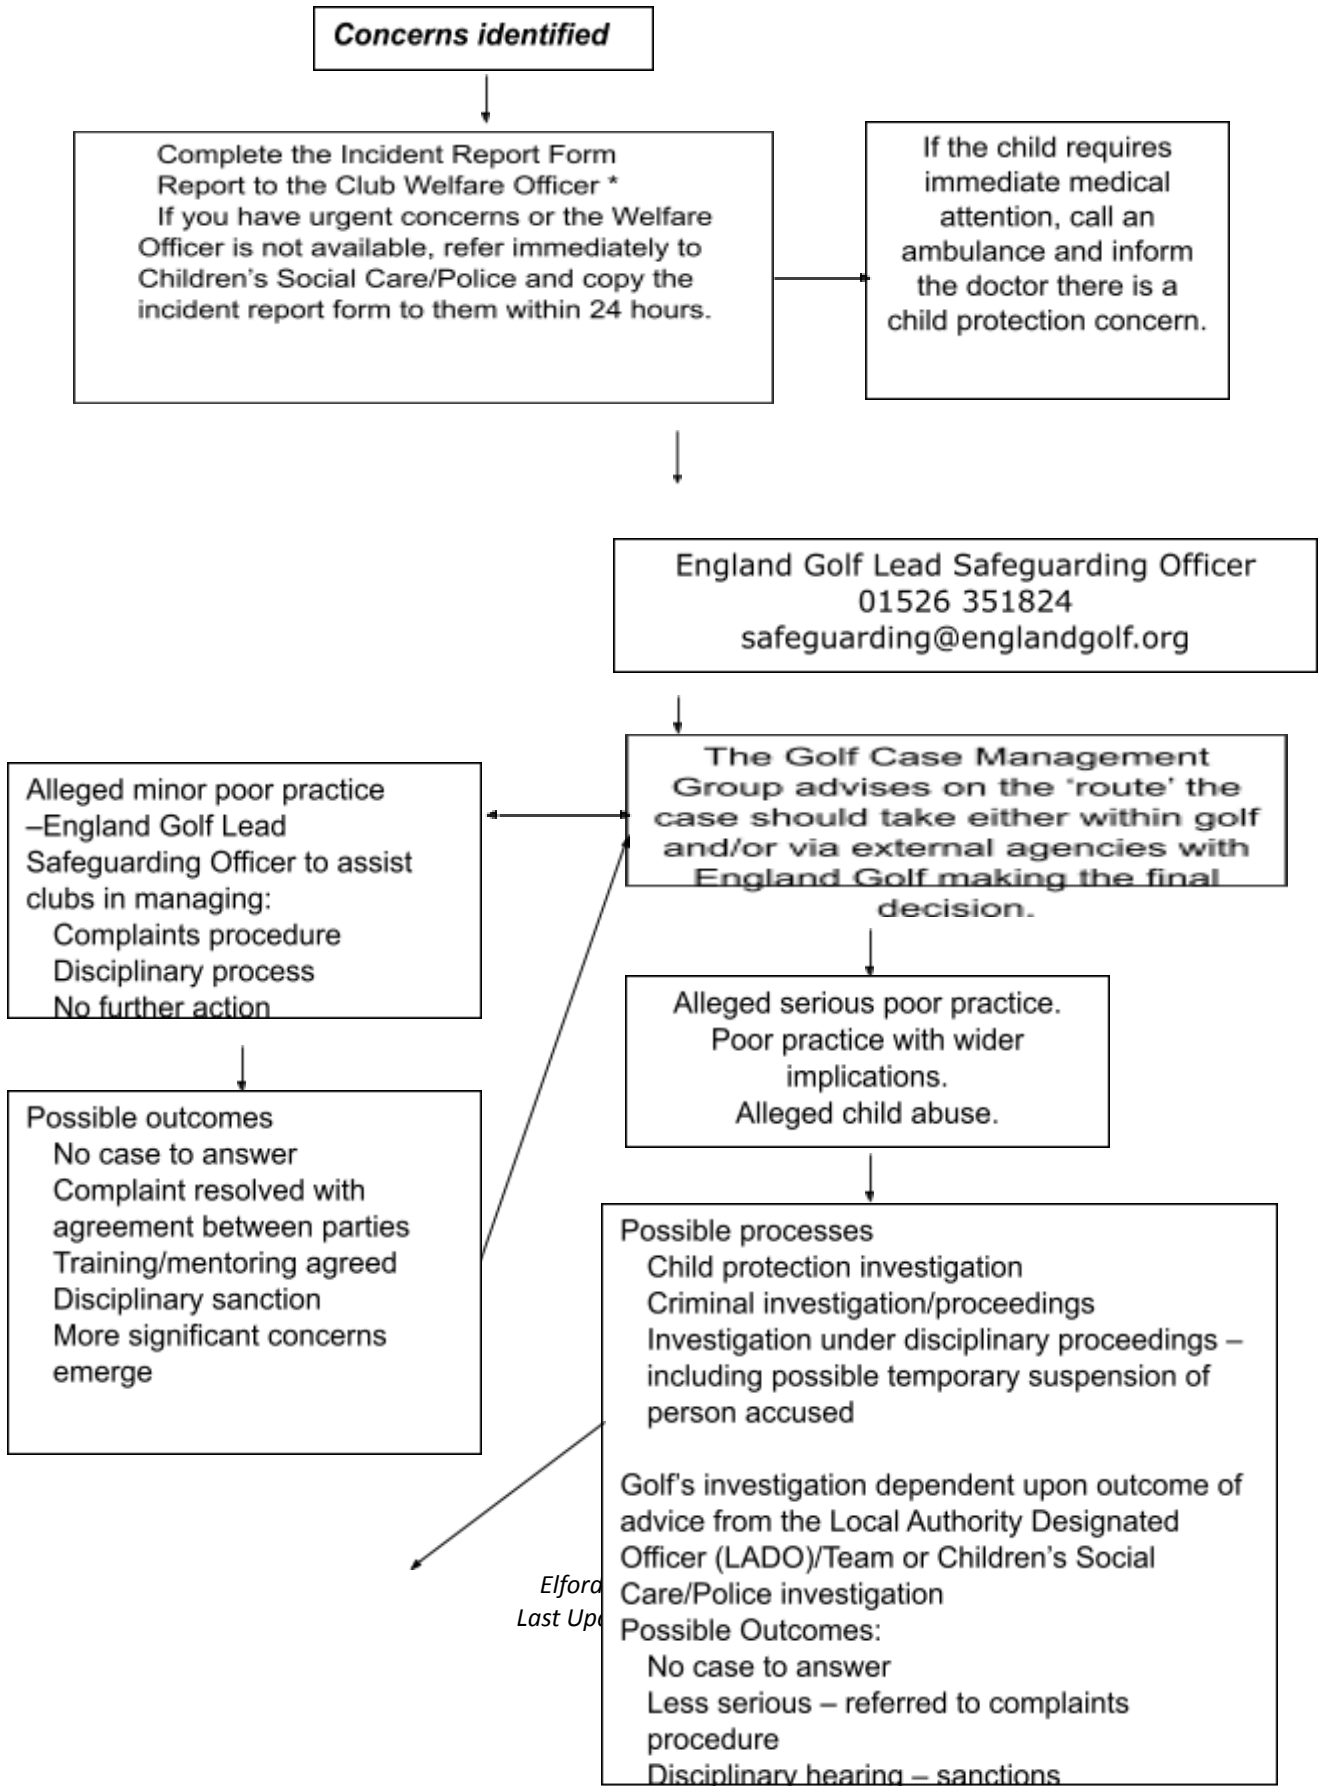 Concerns identified
Complete the Incident Report Form
Report to the Club Welfare Officer *
If you have urgent concerns or the Welfare
Officer is not available, refer immediately to
Children's Social Care/Police and copy the
incident report form to them within 24 hours.
If the child requires
immediate medical
attention, call an
ambulance and inform
the doctor there is a
child protection concern.
England Golf Lead Safeguarding Officer
01526 351824
safeguarding@englandgolf.org
The Golf Case Management
Group advises on the 'route' the
case should take either within golf
and/or via external agencies with
England Golf making the final
decision.
Alleged minor poor practice
–England Golf Lead
Safeguarding Officer to assist
clubs in managing:
Complaints procedure
Disciplinary process
No further action
Alleged serious poor practice.
Poor practice with wider
implications.
Alleged child abuse.
Possible outcomes
No case to answer
Complaint resolved with
agreement between parties
Training/mentoring agreed
Disciplinary sanction
More significant concerns
emerge
Possible processes
Child protection investigation
Criminal investigation/proceedings
Investigation under disciplinary proceedings –
including possible temporary suspension of
person accused
Golf's investigation dependent upon outcome of
advice from the Local Authority Designated
Officer (LADO)/Team or Children's Social
Care/Police investigation
Possible Outcomes:
No case to answer
Less serious – referred to complaints
procedure
Disciplinary hearing – sanctions
Elford
Last